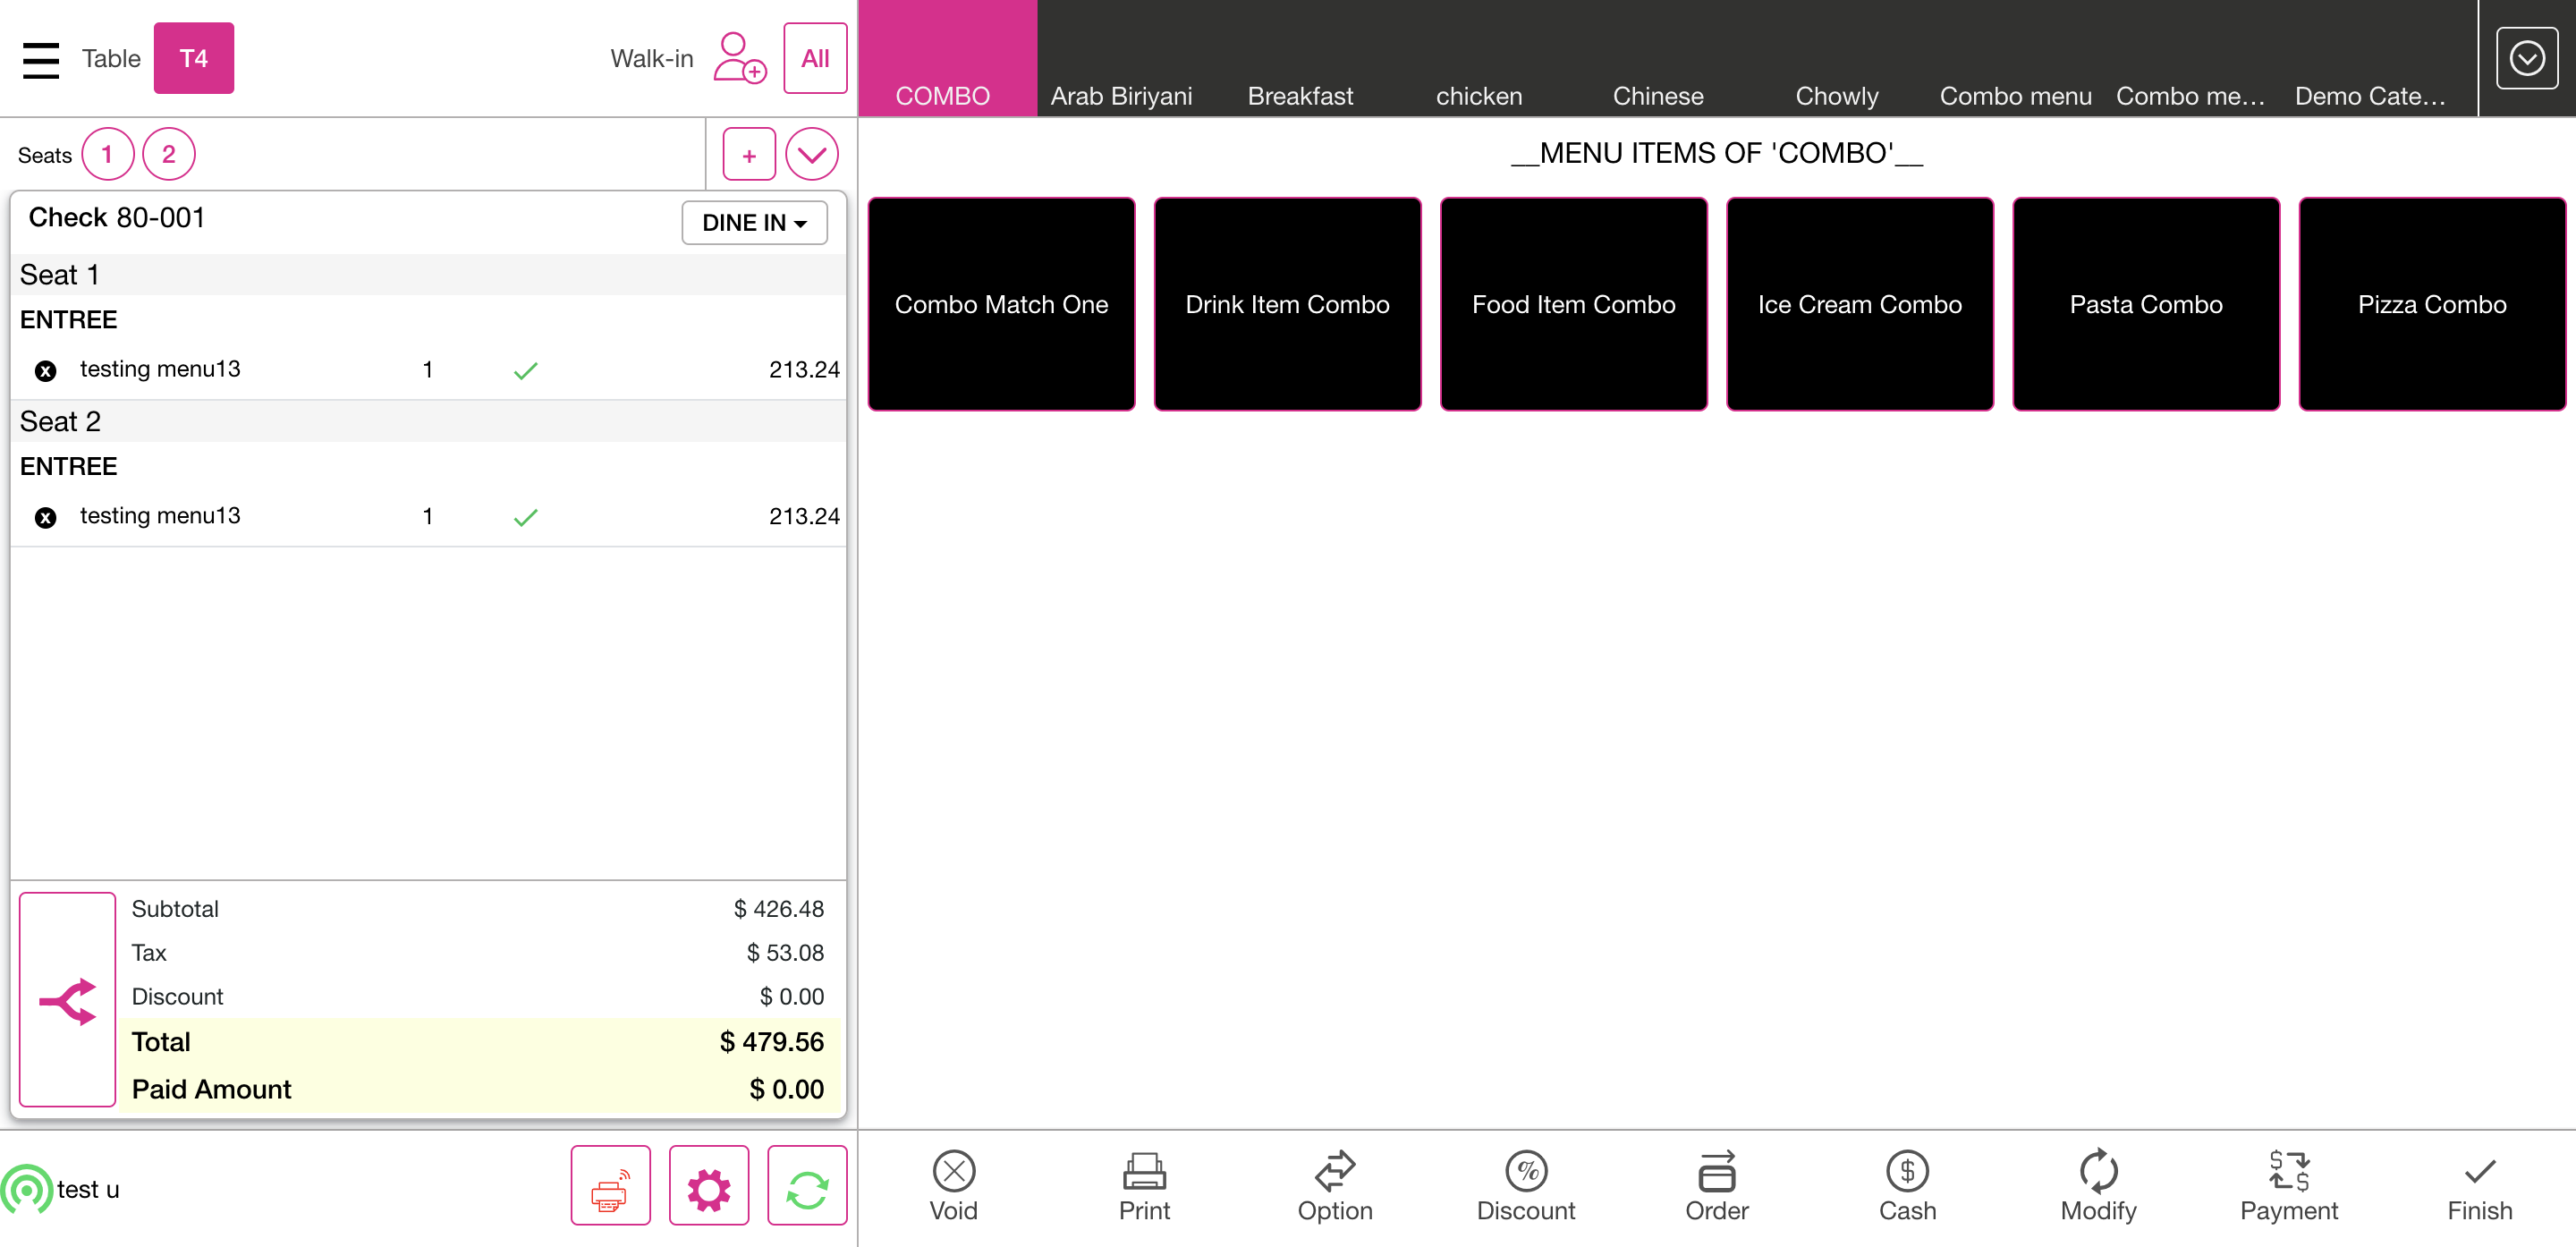 Table T4 Walk-in All
COMBO Arab Biriyani Breakfast chicken Chinese Chowly Combo menu Combo me... Demo Cate...
Seats 1 2 +
Check 80-001 DINE IN
Seat 1
ENTREE
x testing menu13 1 213.24
Seat 2
ENTREE
x testing menu13 1 213.24
Subtotal $ 426.48
Tax $ 53.08
Discount $ 0.00
Total $ 479.56
Paid Amount $ 0.00
test u
__MENU ITEMS OF 'COMBO'__
Combo Match One Drink Item Combo Food Item Combo Ice Cream Combo Pasta Combo Pizza Combo
Void Print Option Discount Order Cash Modify Payment Finish